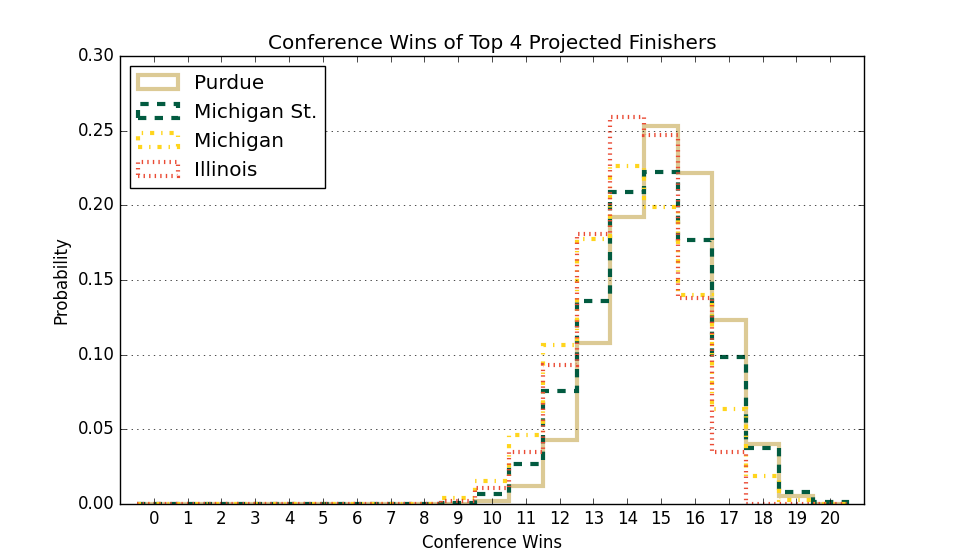 Conference Wins of Top 4 Projected Finishers
0.30
0.25
0.20
0.15
0.10
0.05
0.00
Probability
Purdue
Michigan St.
Michigan
Illinois
0 1 2 3 4 5 6 7 8 9 10 11 12 13 14 15 16 17 18 19 20
Conference Wins